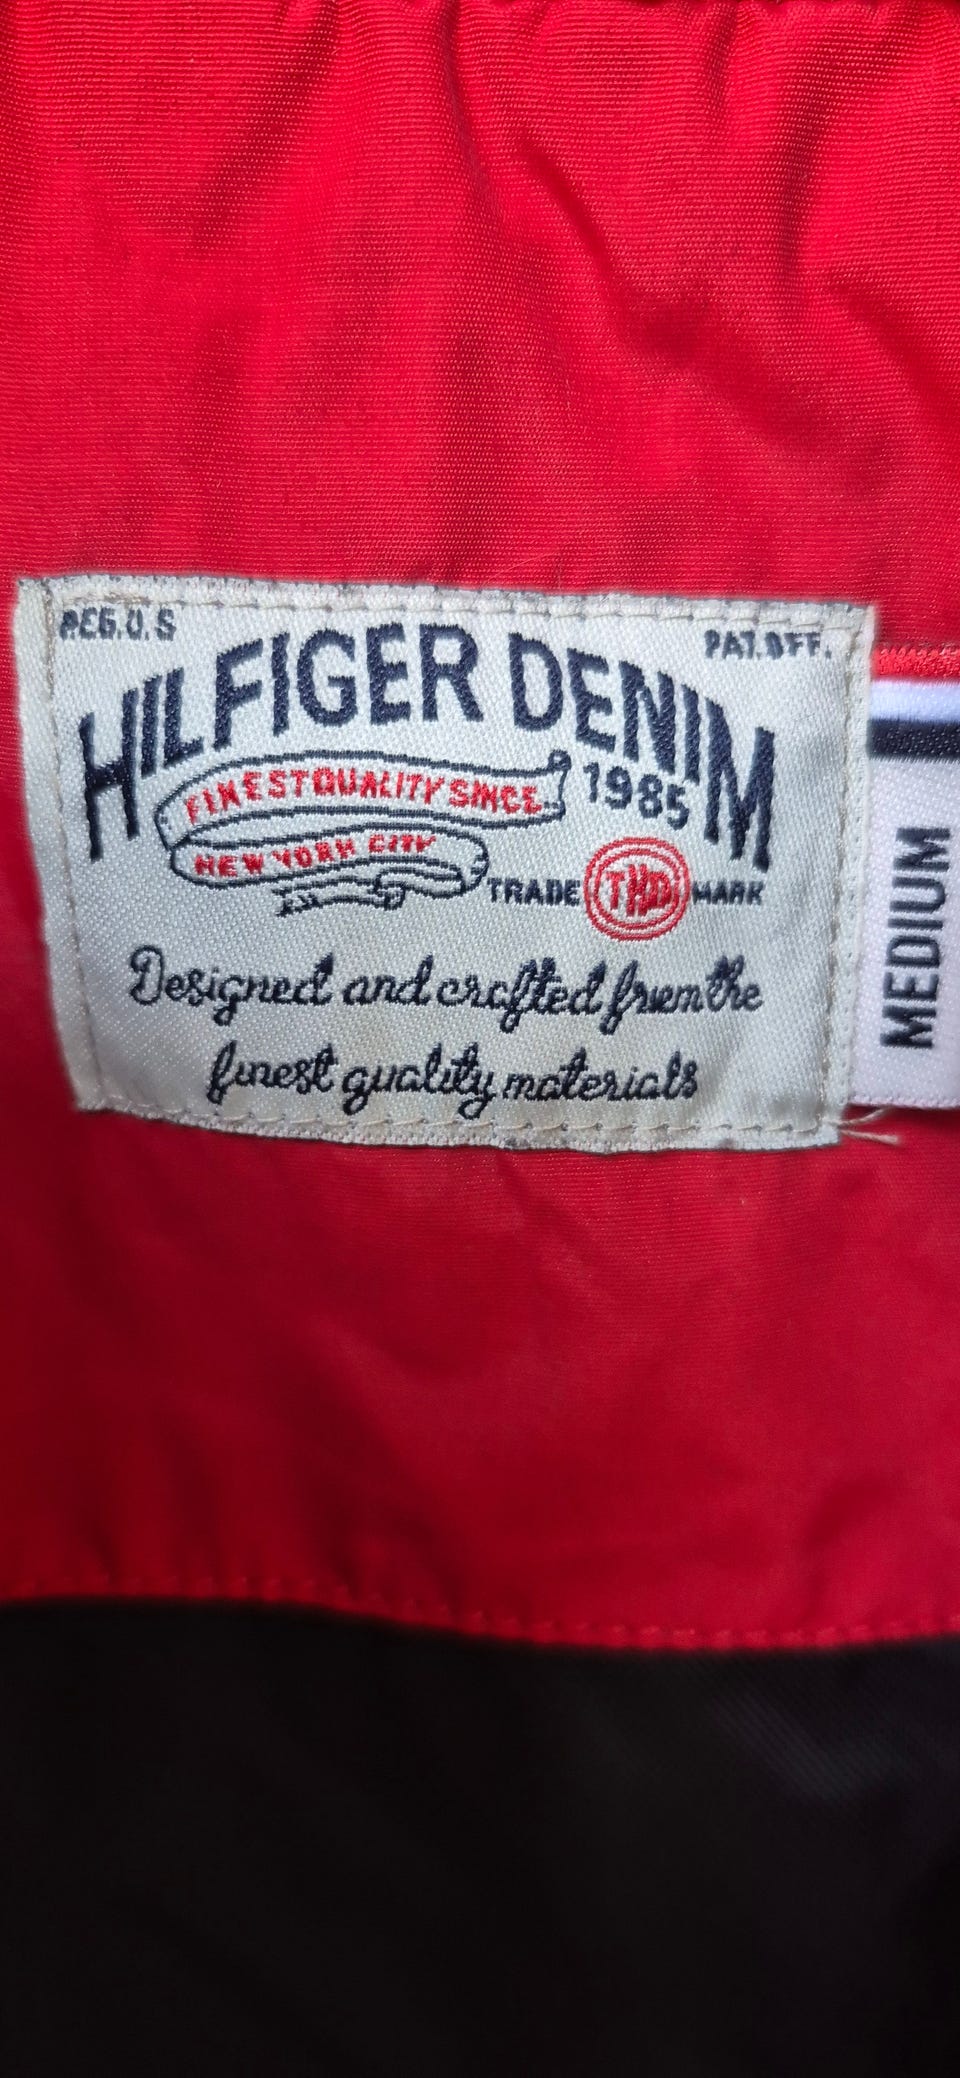 REG.U.S
PAT.OFF.
HILFIGER DENIM
FINEST QUALITY SINCE
1985
NEW YORK CITY
TRADE THD MARK
Designed and crafted from the
finest quality materials
MEDIUM